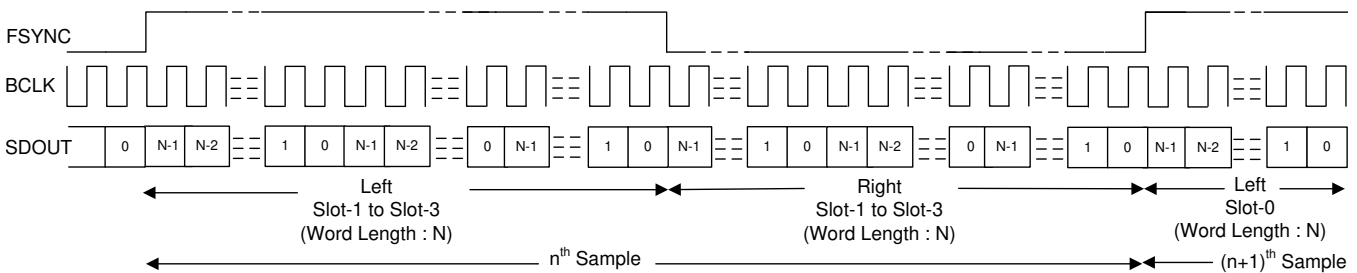 FSYNC
BCLK
SDOUT 0 N-1 N-2 1 0 N-1 N-2 0 N-1 1 0 N-1 1 0 N-1 N-2 0 N-1 1 0 N-1 N-2 1 0
Left
Slot-1 to Slot-3
(Word Length : N)
Right
Slot-1 to Slot-3
(Word Length : N)
Left
Slot-0
(Word Length : N)
nth Sample
(n+1)th Sample